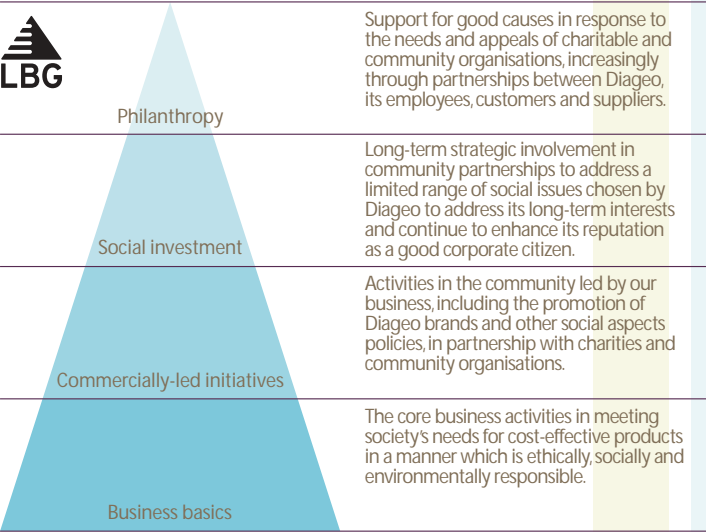 LBG
Philanthropy
Support for good causes in response to
the needs and appeals of charitable and
community organisations, increasingly
through partnerships between Diageo,
its employees, customers and suppliers.
Social investment
Long-term strategic involvement in
community partnerships to address a
limited range of social issues chosen by
Diageo to address its long-term interests
and continue to enhance its reputation
as a good corporate citizen.
Commercially-led initiatives
Activities in the community led by our
business, including the promotion of
Diageo brands and other social aspects
policies, in partnership with charities and
community organisations.
Business basics
The core business activities in meeting
society's needs for cost-effective products
in a manner which is ethically, socially and
environmentally responsible.